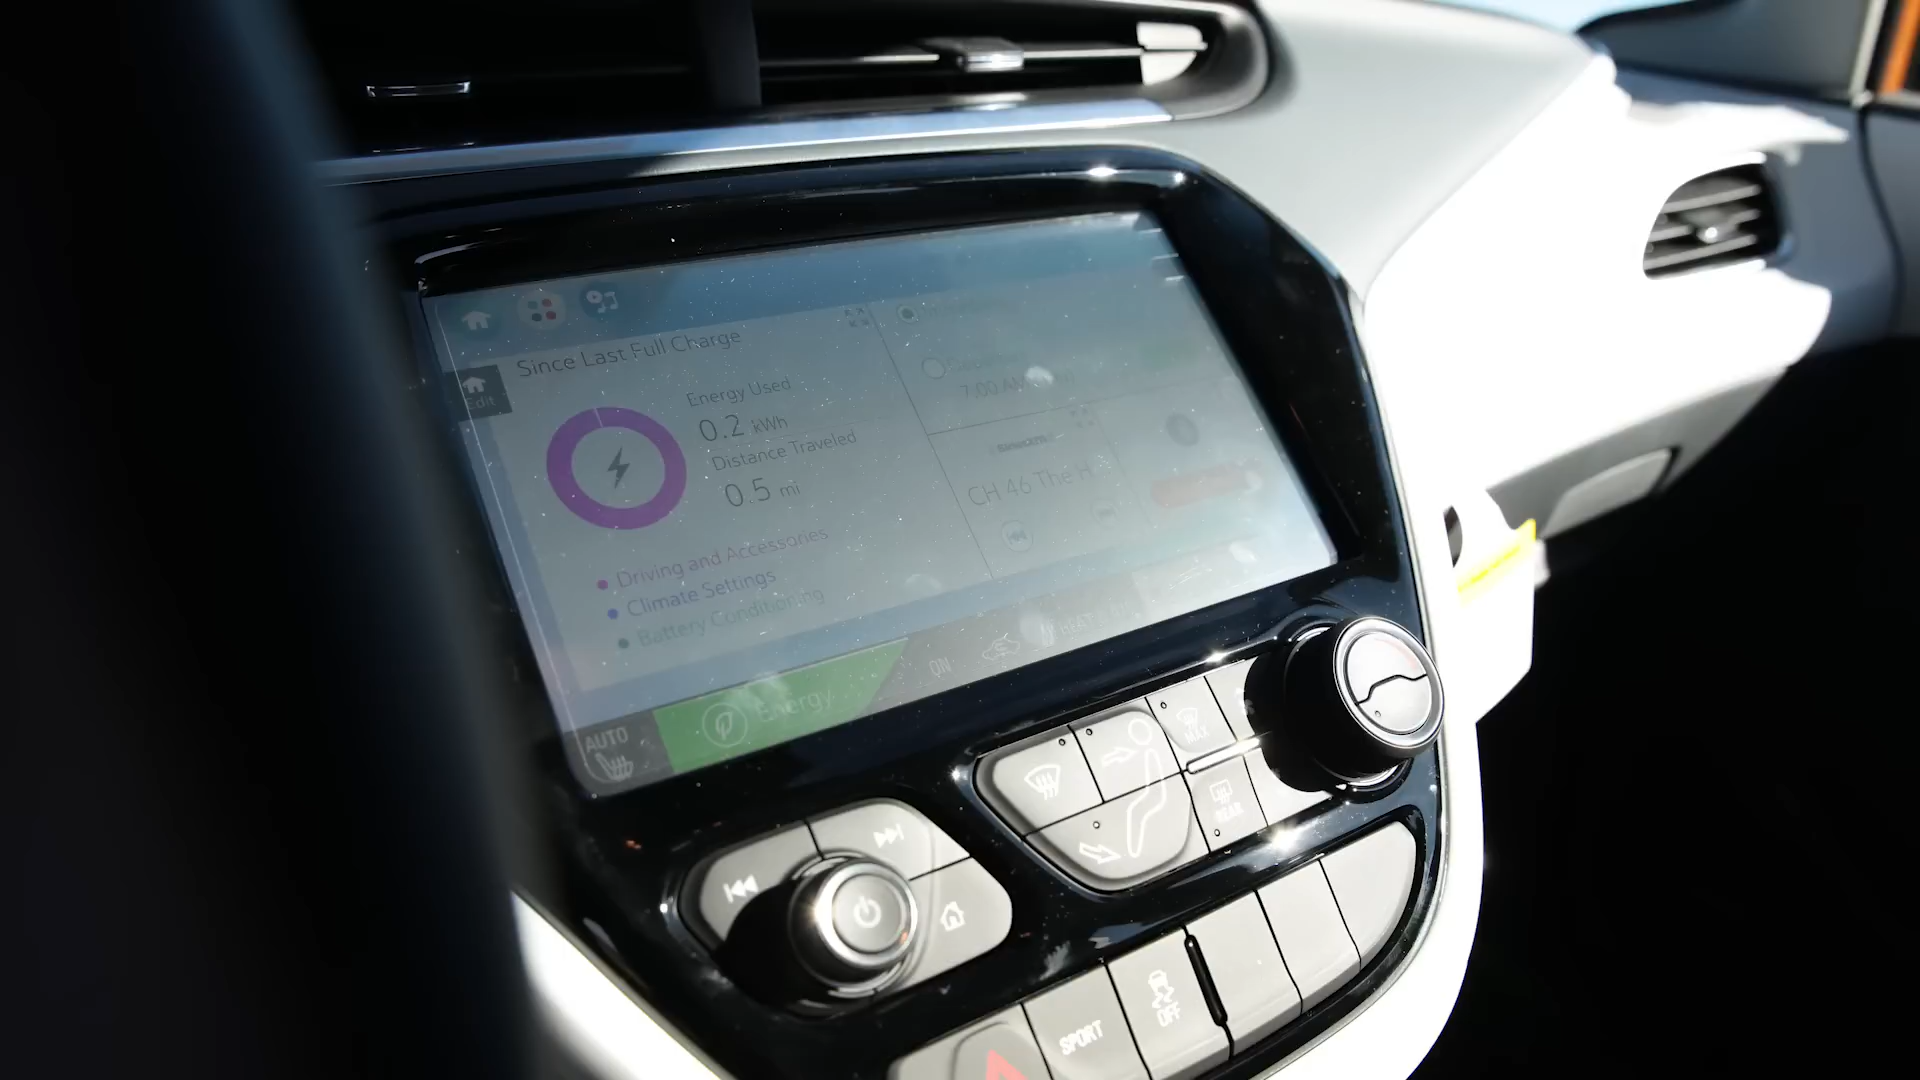 Since Last Full Charge
Edit
Energy Used
0.2 kWh
Distance Traveled
0.5 mi
Driving and Accessories
Climate Settings
Battery Conditioning
7:00 AM
SiriusXM
CH 46 The H
AUTO
Energy
ON
MAX
REAR
SPORT
OFF